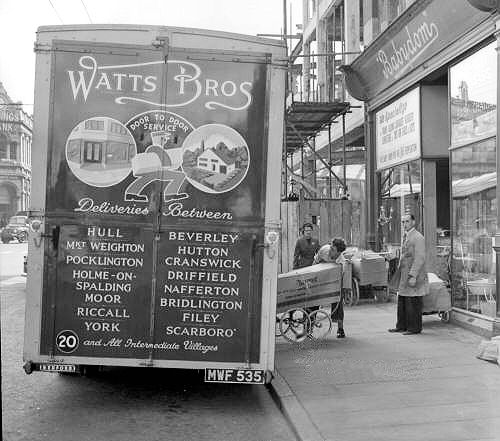 WATTS BROS
DOOR TO DOOR
SERVICE
Deliveries Between
HULL
MKT WEIGHTON
POCKLINGTON
HOLME-ON-
SPALDING
MOOR
RICCALL
YORK
BEVERLEY
HUTTON
CRANSWICK
DRIFFIELD
NAFFERTON
BRIDLINGTON
FILEY
SCARBORO'
20 and All Intermediate Villages
MWF 535
Babydom